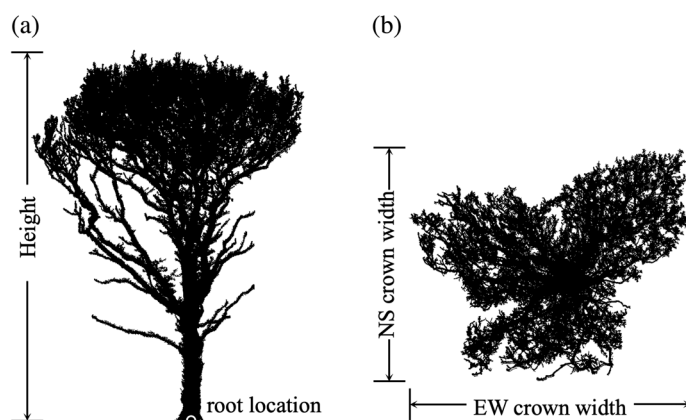 (a)
(b)
Height
root location
NS crown width
EW crown width